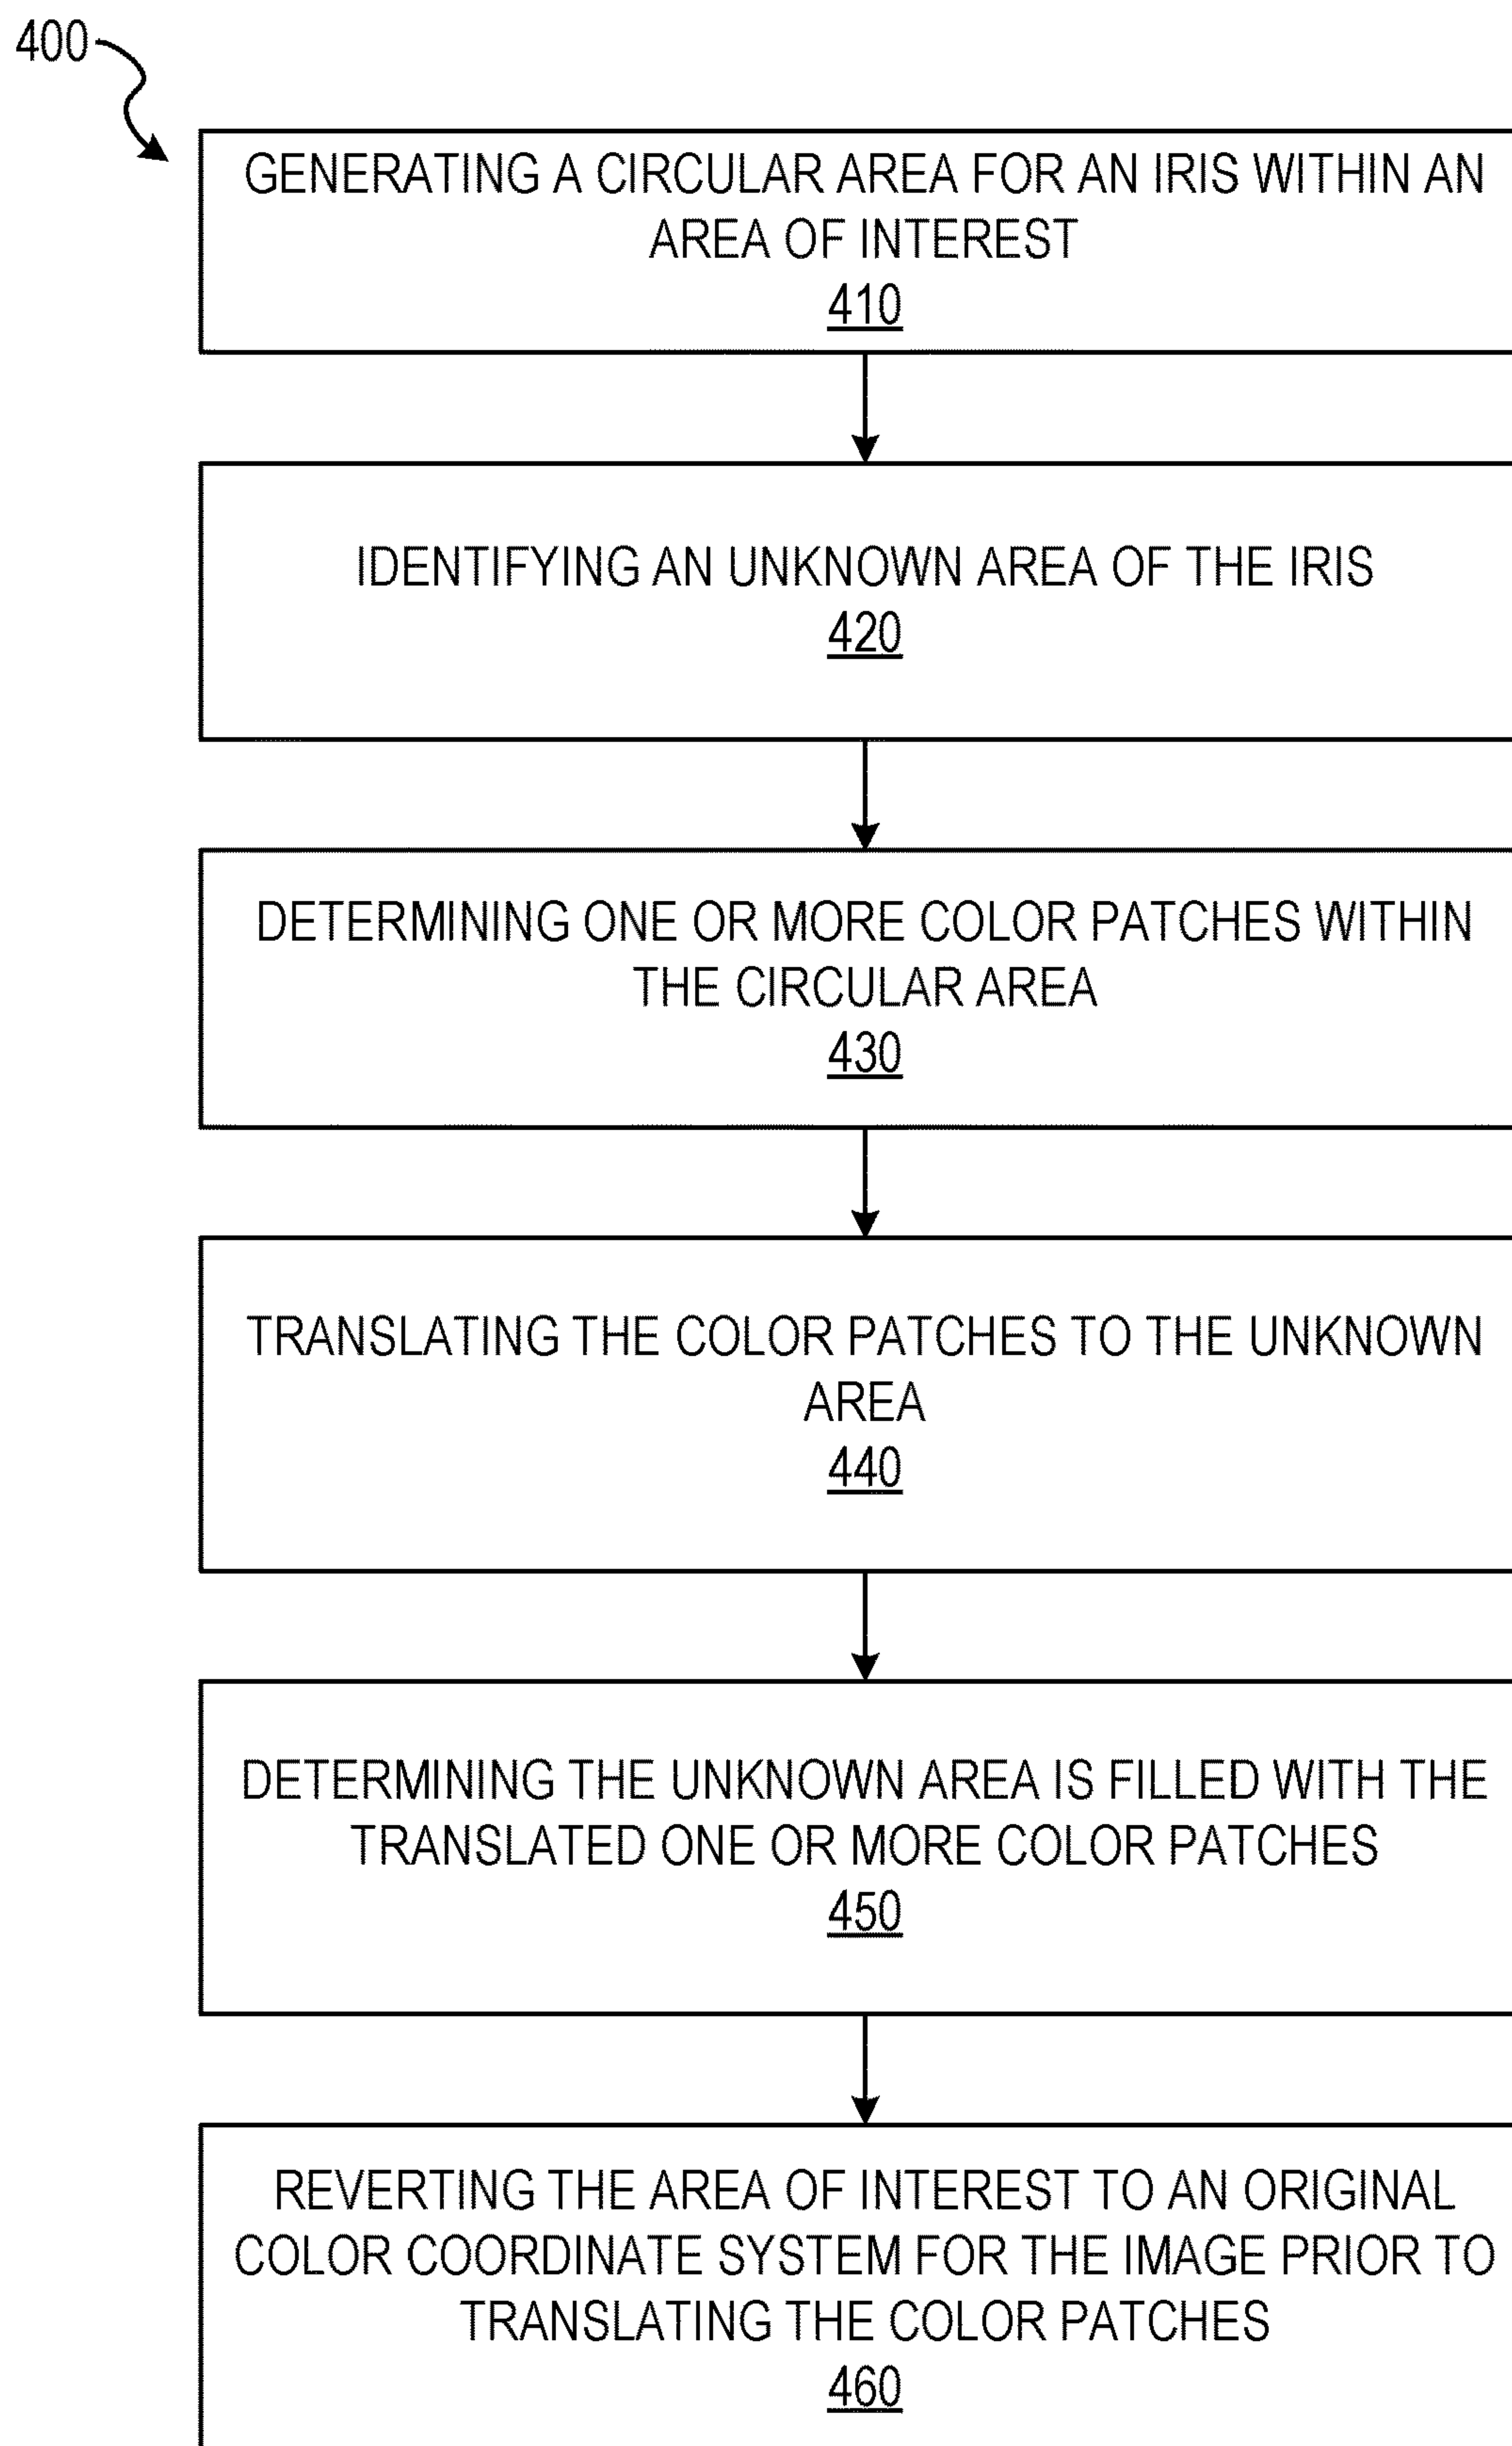 400
GENERATING A CIRCULAR AREA FOR AN IRIS WITHIN AN
AREA OF INTEREST
410
IDENTIFYING AN UNKNOWN AREA OF THE IRIS
420
DETERMINING ONE OR MORE COLOR PATCHES WITHIN
THE CIRCULAR AREA
430
TRANSLATING THE COLOR PATCHES TO THE UNKNOWN
AREA
440
DETERMINING THE UNKNOWN AREA IS FILLED WITH THE
TRANSLATED ONE OR MORE COLOR PATCHES
450
REVERTING THE AREA OF INTEREST TO AN ORIGINAL
COLOR COORDINATE SYSTEM FOR THE IMAGE PRIOR TO
TRANSLATING THE COLOR PATCHES
460